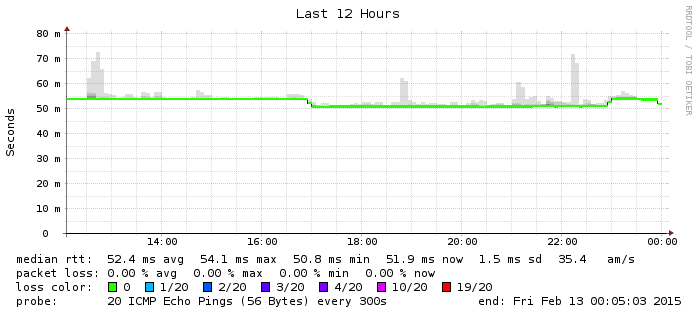 Last 12 Hours
RRDTOOL / TOBI OETIKER
Seconds
80 m
70 m
60 m
50 m
40 m
30 m
20 m
10 m
0
14:00 16:00 18:00 20:00 22:00 00:00
median rtt: 52.4 ms avg 54.1 ms max 50.8 ms min 51.9 ms now 1.5 ms sd 35.4 am/s
packet loss: 0.00 % avg 0.00 % max 0.00 % min 0.00 % now
loss color: 0 1/20 2/20 3/20 4/20 10/20 19/20
probe: 20 ICMP Echo Pings (56 Bytes) every 300s end: Fri Feb 13 00:05:03 2015